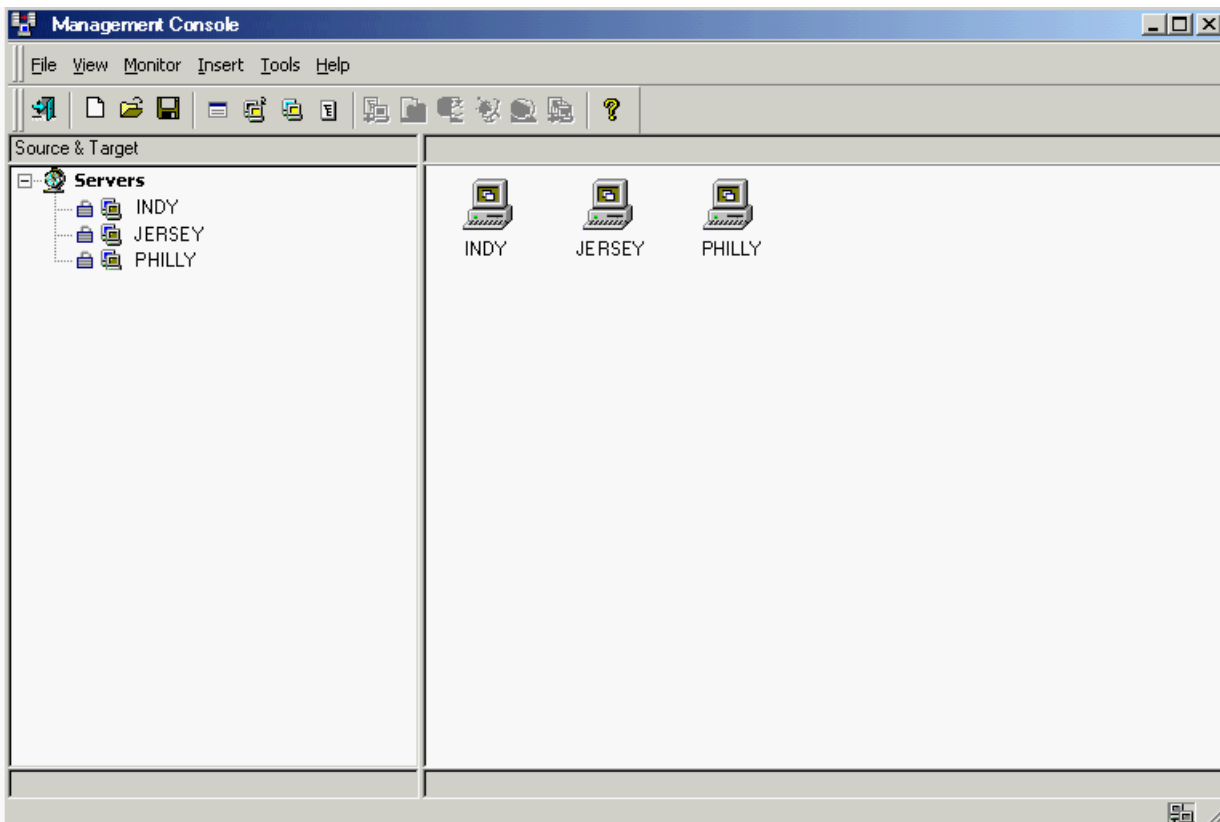 Management Console
File View Monitor Insert Tools Help
Source & Target
Servers
INDY
JERSEY
PHILLY
INDY JERSEY PHILLY